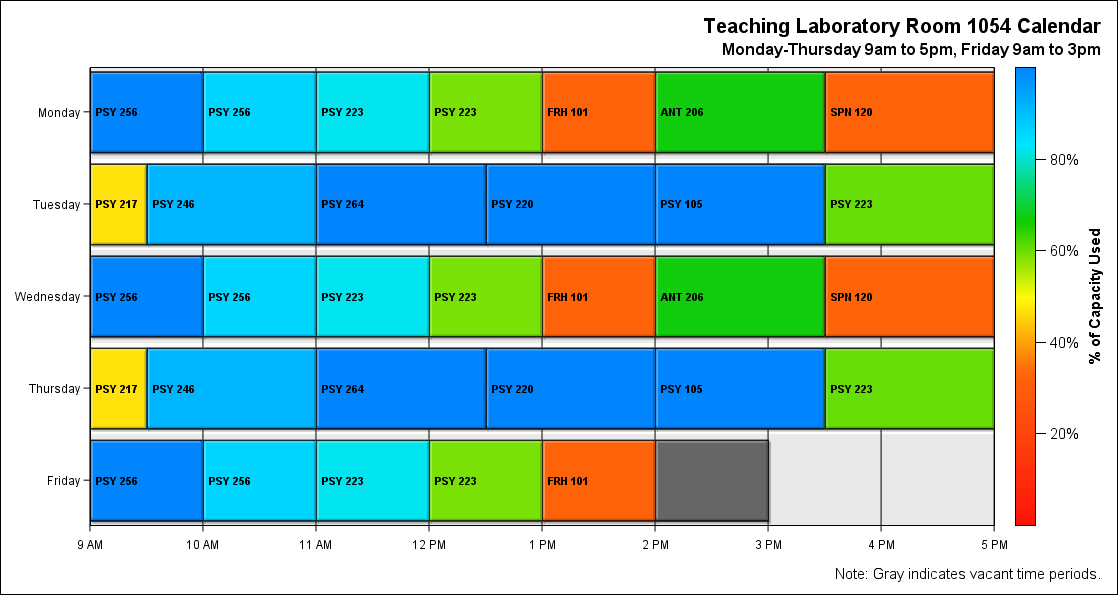 Teaching Laboratory Room 1054 Calendar
Monday-Thursday 9am to 5pm, Friday 9am to 3pm
Monday PSY 256 PSY 256 PSY 223 PSY 223 FRH 101 ANT 206 SPN 120
Tuesday PSY 217 PSY 246 PSY 264 PSY 220 PSY 105 PSY 223
Wednesday PSY 256 PSY 256 PSY 223 PSY 223 FRH 101 ANT 206 SPN 120
Thursday PSY 217 PSY 246 PSY 264 PSY 220 PSY 105 PSY 223
Friday PSY 256 PSY 256 PSY 223 PSY 223 FRH 101
9 AM 10 AM 11 AM 12 PM 1 PM 2 PM 3 PM 4 PM 5 PM
80%
60%
40%
20%
% of Capacity Used
Note: Gray indicates vacant time periods.